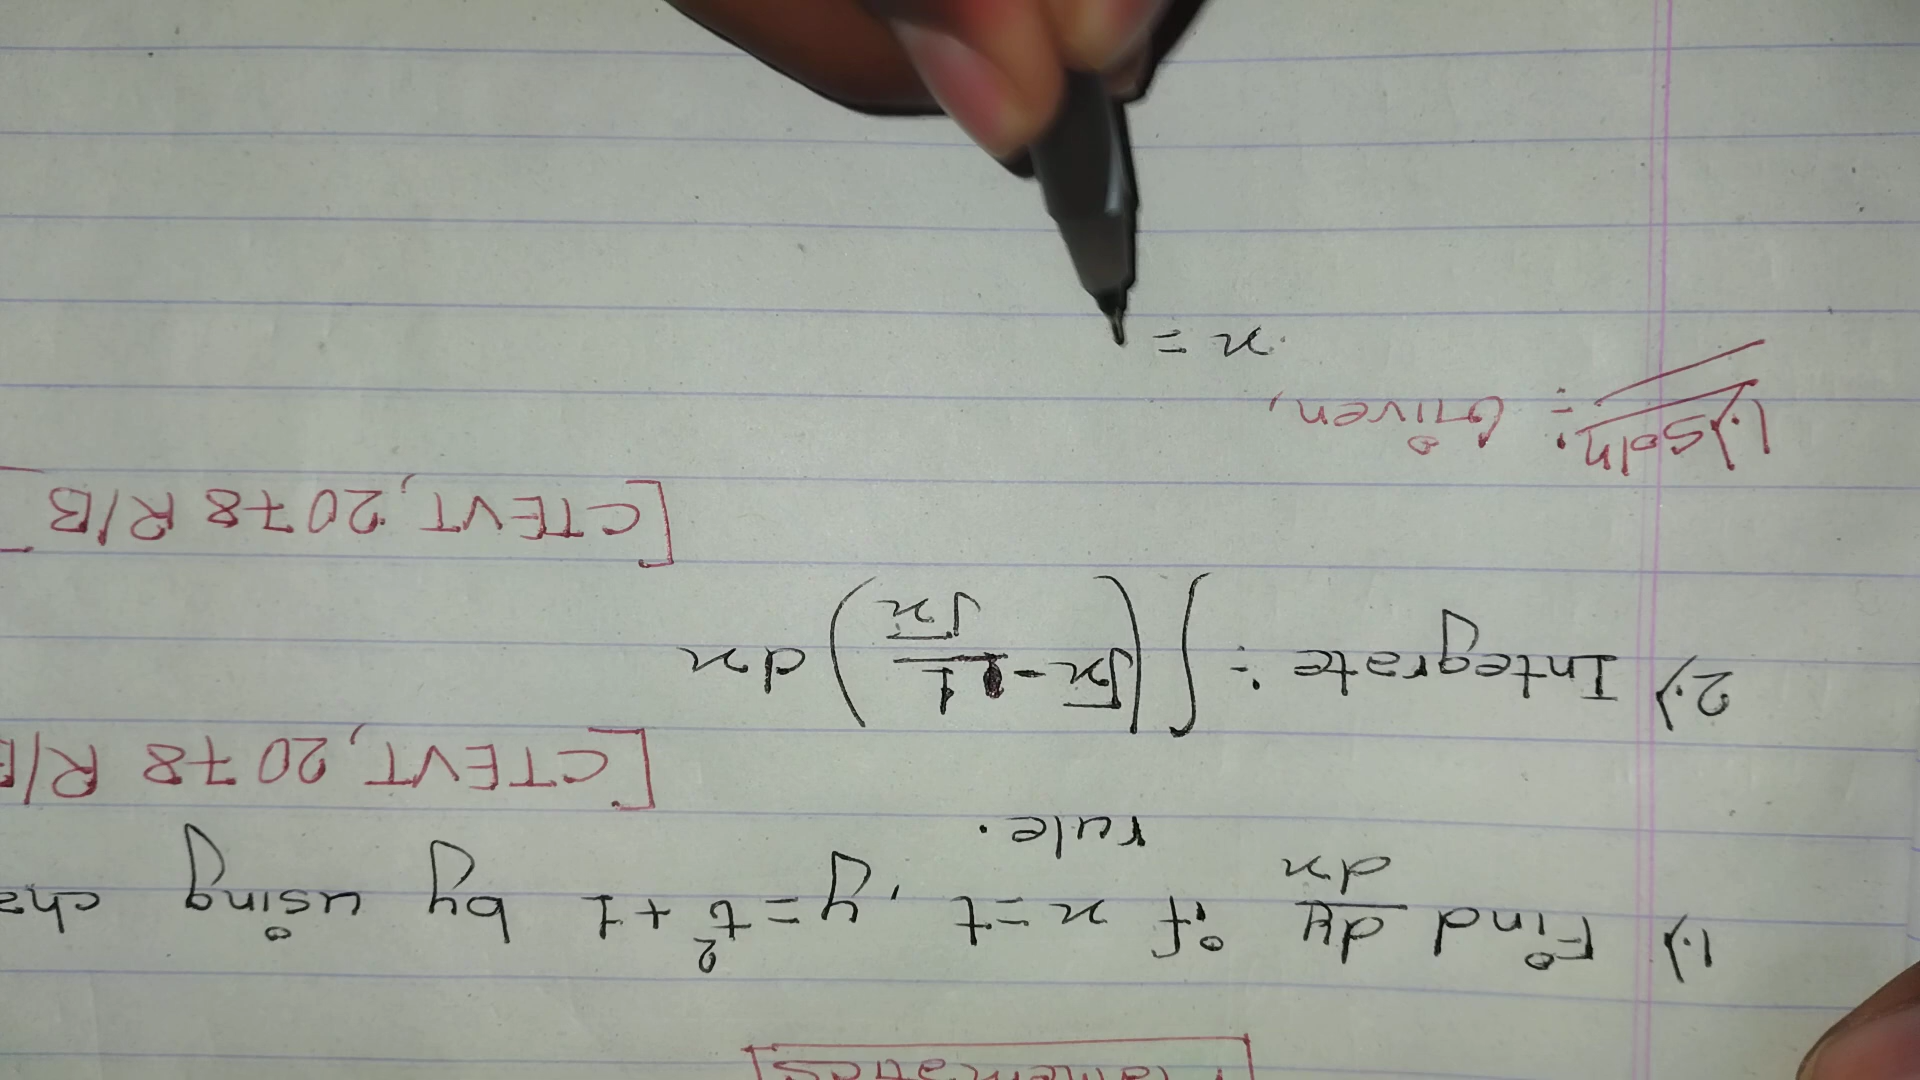 Mathematics
1.) Find dy/dx if x=t, y=t²+1 by using cha
rule.
[CTEVT, 2078 R/B
2.) Integrate ÷ ∫(√x - 1/√x) dx
[CTEVT, 2078 R/B]
1.) Soln: ÷ Given,
x =